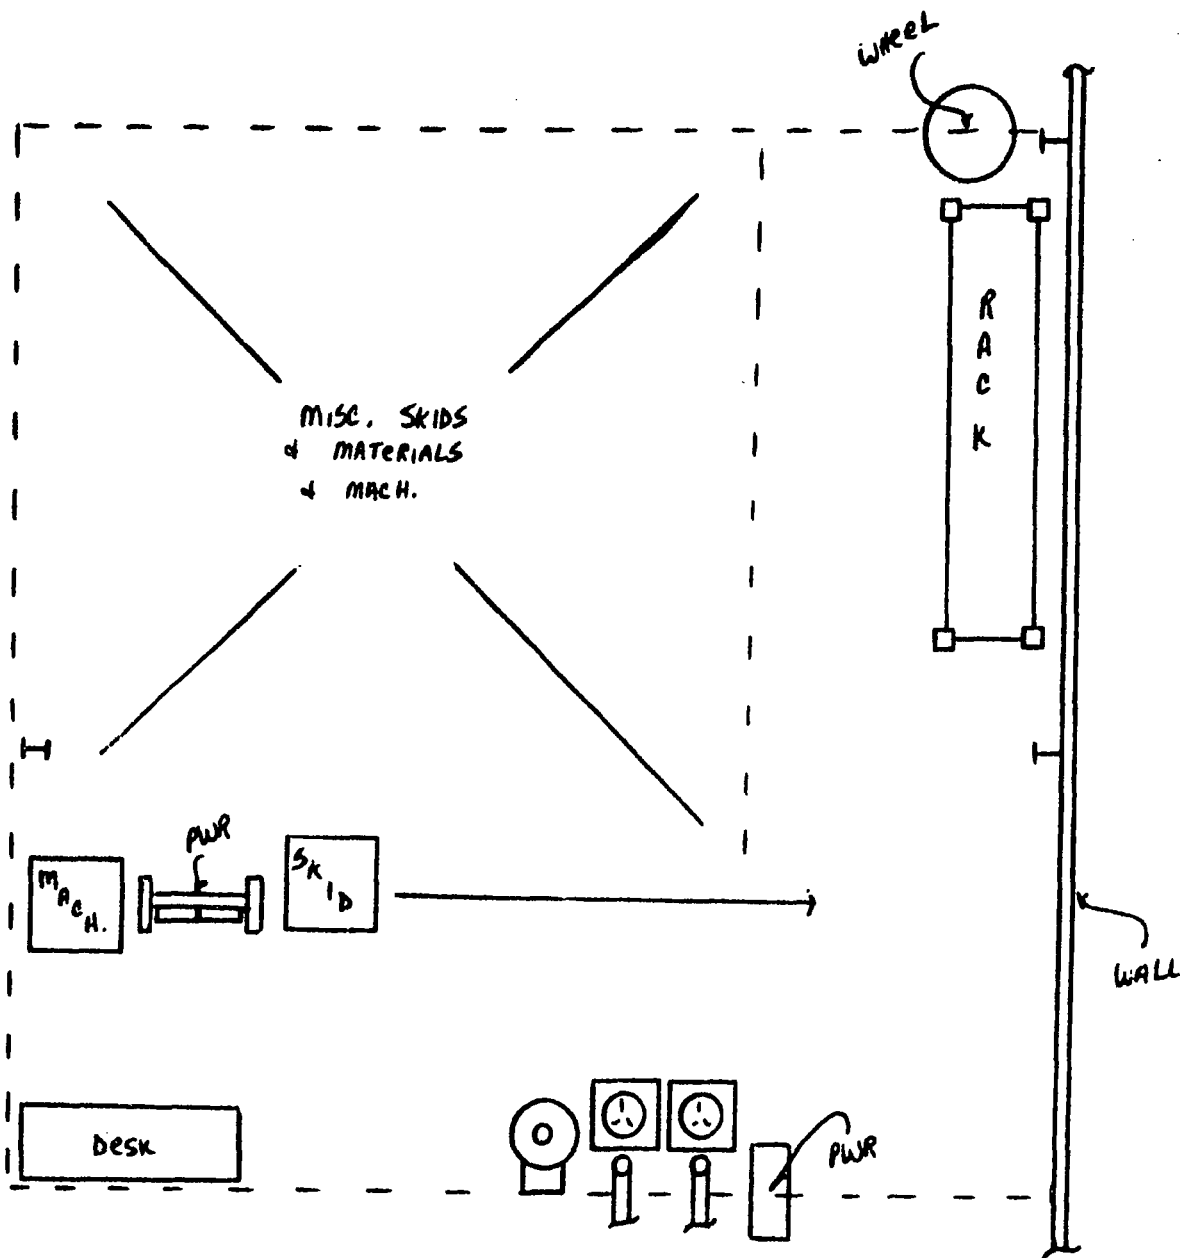 WHEEL
RACK
MISC. SKIDS
& MATERIALS
& MACH.
PWR
MACH.
SKID
WALL
DESK
PWR